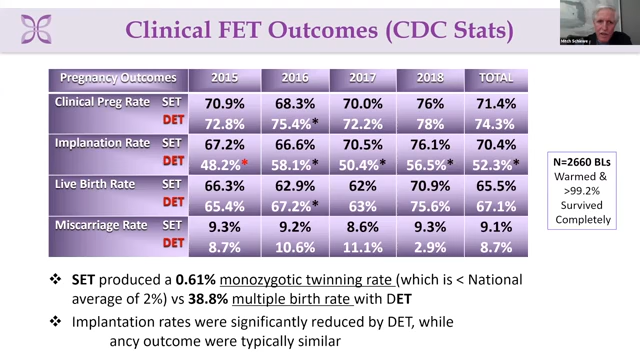 Clinical FET Outcomes (CDC Stats)
Mitch Schiewe
Pregnancy Outcomes 2015 2016 2017 2018 TOTAL
Clinical Preg Rate SET 70.9% 68.3% 70.0% 76% 71.4%
DET 72.8% 75.4%* 72.2% 78% 74.3%
Implanation Rate SET 67.2% 66.6% 70.5% 76.1% 70.4%
DET 48.2%* 58.1%* 50.4%* 56.5%* 52.3%*
Live Birth Rate SET 66.3% 62.9% 62% 70.9% 65.5%
DET 65.4% 67.2%* 63% 75.6% 67.1%
Miscarriage Rate SET 9.3% 9.2% 8.6% 9.3% 9.1%
DET 8.7% 10.6% 11.1% 2.9% 8.7%
N=2660 BLs
Warmed &
>99.2%
Survived
Completely
❖ SET produced a 0.61% monozygotic twinning rate (which is < National
average of 2%) vs 38.8% multiple birth rate with DET
❖ Implantation rates were significantly reduced by DET, while
ancy outcome were typically similar